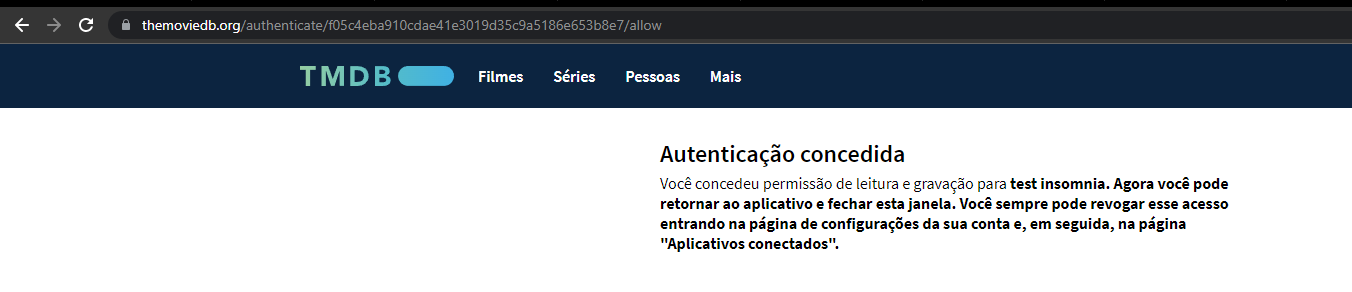 themoviedb.org/authenticate/f05c4eba910cdae41e3019d35c9a5186e653b8e7/allow
TMDB Filmes Séries Pessoas Mais
Autenticação concedida
Você concedeu permissão de leitura e gravação para test insomnia. Agora você pode
retornar ao aplicativo e fechar esta janela. Você sempre pode revogar esse acesso
entrando na página de configurações da sua conta e, em seguida, na página
"Aplicativos conectados".